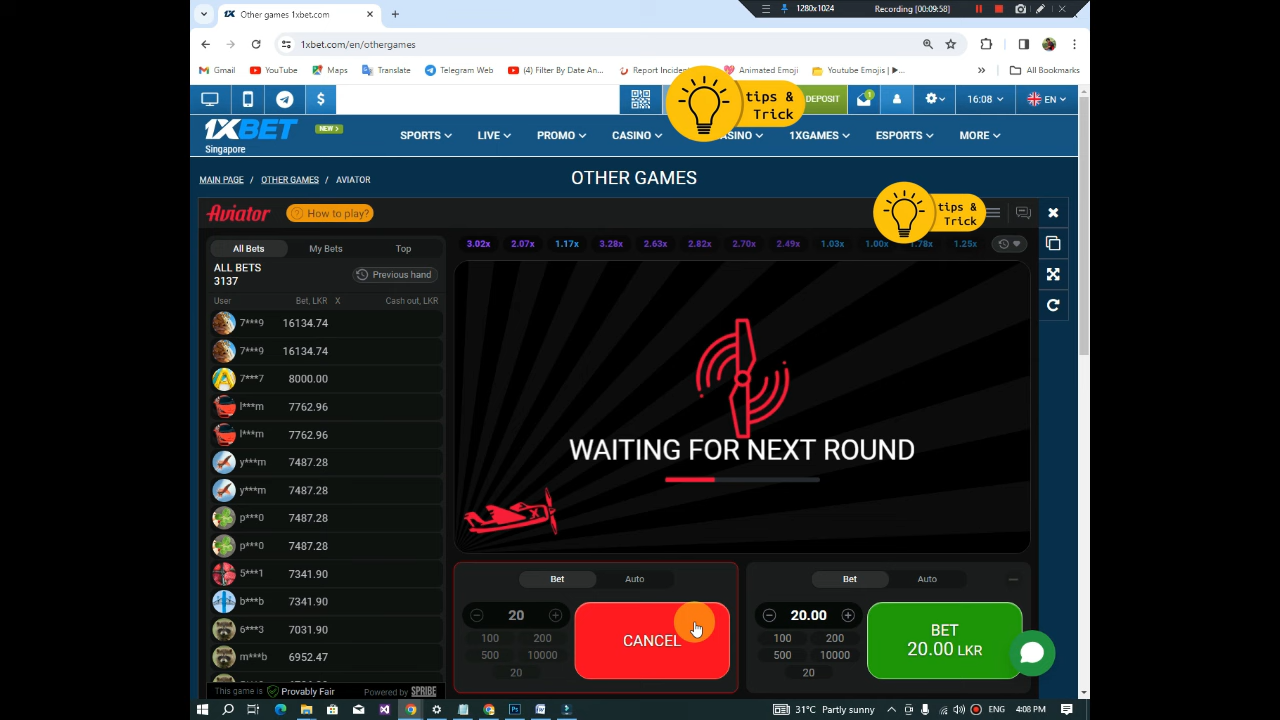 Other games 1xbet.com
1280x1024
Recording [00:09:58]
1xbet.com/en/othergames
Gmail
YouTube
Maps
Translate
Telegram Web
(4) Filter By Date An...
Report Inciden
Animated Emoji
Youtube Emojis | ►...
All Bookmarks
tips &
Trick
DEPOSIT
16:08
EN
1XBET
NEW
Singapore
SPORTS
LIVE
PROMO
CASINO
ASINO
1XGAMES
ESPORTS
MORE
MAIN PAGE / OTHER GAMES / AVIATOR
OTHER GAMES
Aviator
? How to play?
tips &
Trick
All Bets
My Bets
Top
3.02x 2.07x 1.17x 3.28x 2.63x 2.82x 2.70x 2.49x 1.03x 1.00x 1.78x 1.25x
ALL BETS
3137
Previous hand
User Bet, LKR X Cash out, LKR
7***9 16134.74
7***9 16134.74
7***7 8000.00
l***m 7762.96
l***m 7762.96
y***m 7487.28
y***m 7487.28
p***0 7487.28
p***0 7487.28
5***1 7341.90
b***b 7341.90
6***3 7031.90
m***b 6952.47
This game is Provably Fair
Powered by SPRIBE
WAITING FOR NEXT ROUND
Bet Auto
20
100 200
500 10000
20
CANCEL
Bet Auto
20.00
100 200
500 10000
20
BET
20.00 LKR
31°C Partly sunny
ENG
4:08 PM